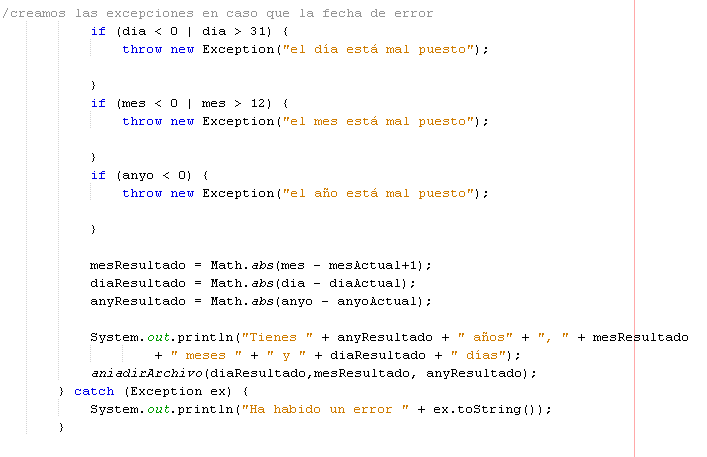 /creamos las excepciones en caso que la fecha de error
if (dia < 0 | dia > 31) {
throw new Exception("el día está mal puesto");
}
if (mes < 0 | mes > 12) {
throw new Exception("el mes está mal puesto");
}
if (anyo < 0) {
throw new Exception("el año está mal puesto");
}
mesResultado = Math.abs(mes - mesActual+1);
diaResultado = Math.abs(dia - diaActual);
anyResultado = Math.abs(anyo - anyoActual);
System.out.println("Tienes " + anyResultado + " años" + ", " + mesResultado
+ " meses " + " y " + diaResultado + " días");
aniadirArchivo(diaResultado,mesResultado, anyResultado);
} catch (Exception ex) {
System.out.println("Ha habido un error " + ex.toString());
}